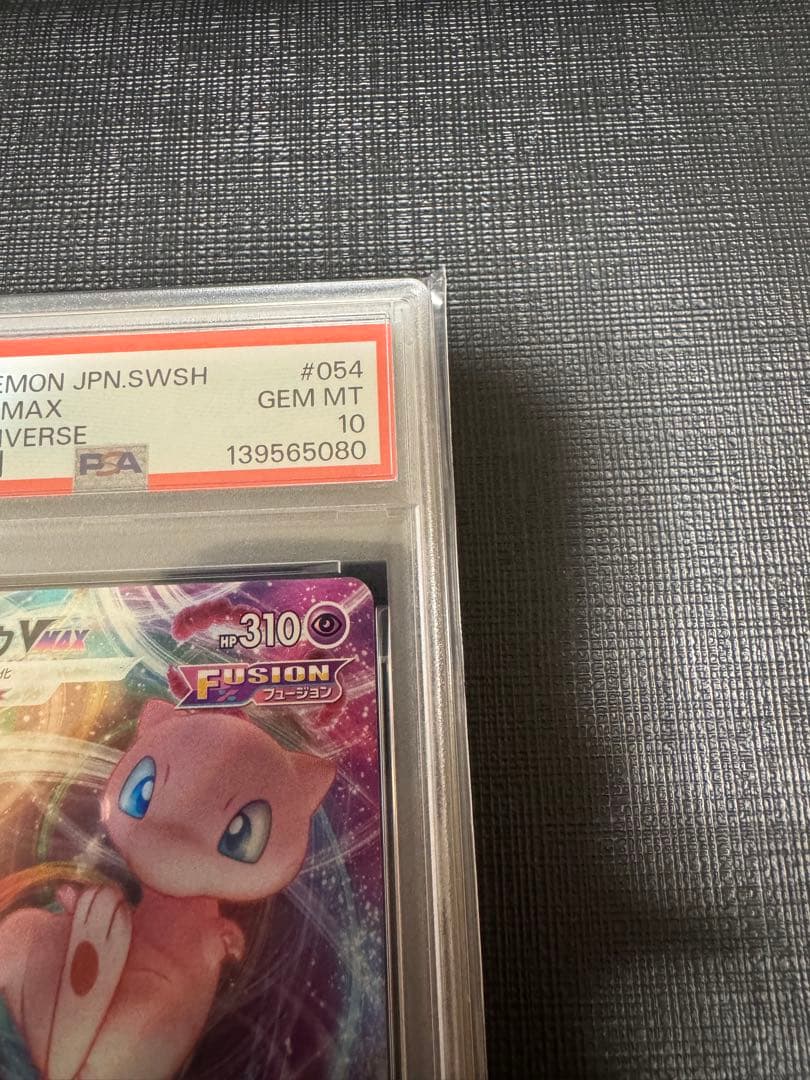 EMON JPN.SWSH #054
MAX GEM MT
IVERSE 10
PSA 139565080
VMAX HP310
化
FUSION
フュージョン